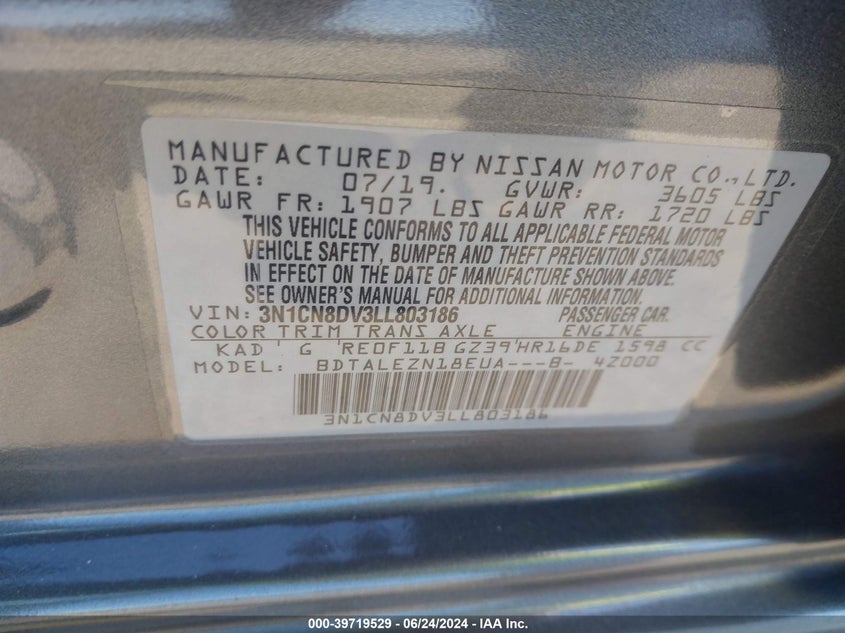 MANUFACTURED BY NISSAN MOTOR CO., LTD.
DATE: 07/19. GVWR: 3605 LBS
GAWR FR: 1907 LBS GAWR RR: 1720 LBS
THIS VEHICLE CONFORMS TO ALL APPLICABLE FEDERAL MOTOR
VEHICLE SAFETY, BUMPER AND THEFT PREVENTION STANDARDS
IN EFFECT ON THE DATE OF MANUFACTURE SHOWN ABOVE.
SEE OWNER'S MANUAL FOR ADDITIONAL INFORMATION.
VIN: 3N1CN8DV3LL803186 PASSENGER CAR.
COLOR TRIM TRANS AXLE ENGINE
KAD G RE0F11B GZ39 HR16DE 1598 CC
MODEL: BDTALEZN18EUA---B- 42000
3N1CN8DV3LL803186
000-39719529 - 06/24/2024 - IAA Inc.